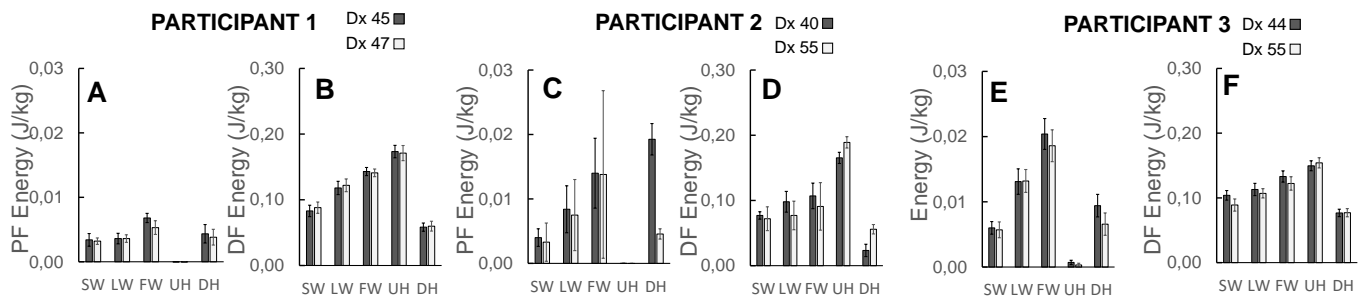 PARTICIPANT 1
Dx 45
Dx 47
PARTICIPANT 2
Dx 40
Dx 55
PARTICIPANT 3
Dx 44
Dx 55
A
PF Energy (J/kg)
0,03
0,02
0,01
0,00
SW LW FW UH DH
B
DF Energy (J/kg)
0,30
0,20
0,10
0,00
SW LW FW UH DH
C
PF Energy (J/kg)
0,03
0,02
0,01
0,00
SW LW FW UH DH
D
DF Energy (J/kg)
0,30
0,20
0,10
0,00
SW LW FW UH DH
E
Energy (J/kg)
0,03
0,02
0,01
0,00
SW LW FW UH DH
F
DF Energy (J/kg)
0,30
0,20
0,10
0,00
SW LW FW UH DH